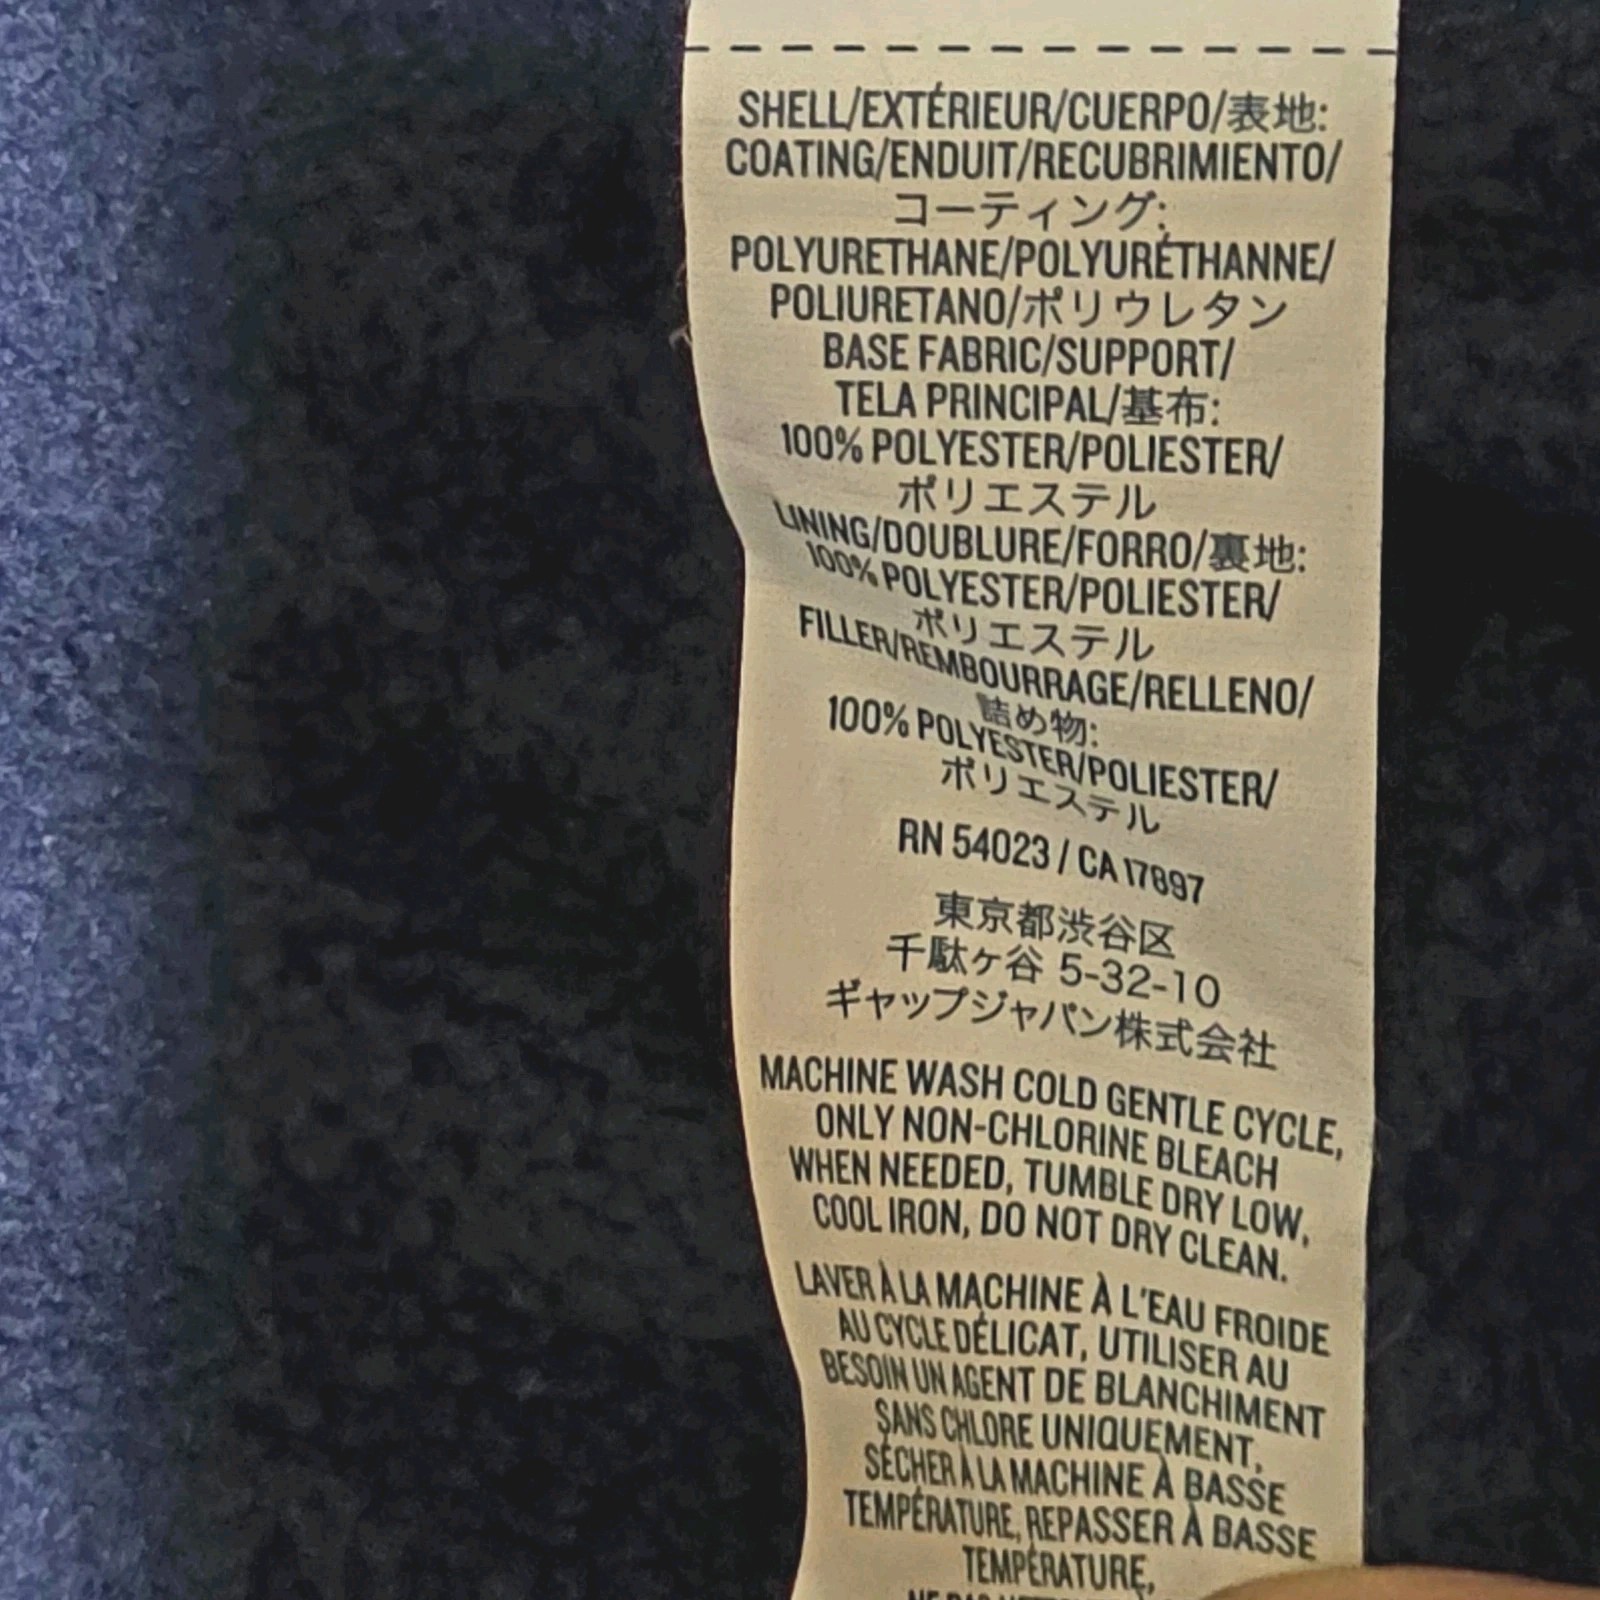 SHELL/EXTÉRIEUR/CUERPO/表地:
COATING/ENDUIT/RECUBRIMIENTO/
コーティング:
POLYURETHANE/POLYURÉTHANNE/
POLIURETANO/ポリウレタン
BASE FABRIC/SUPPORT/
TELA PRINCIPAL/基布:
100% POLYESTER/POLIESTER/
ポリエステル
LINING/DOUBLURE/FORRO/裏地:
100% POLYESTER/POLIESTER/
ポリエステル
FILLER/REMBOURRAGE/RELLENO/
詰め物:
100% POLYESTER/POLIESTER/
ポリエステル
RN 54023 / CA 17897
東京都渋谷区
千駄ヶ谷 5-32-10
ギャップジャパン株式会社
MACHINE WASH COLD GENTLE CYCLE,
ONLY NON-CHLORINE BLEACH
WHEN NEEDED, TUMBLE DRY LOW,
COOL IRON, DO NOT DRY CLEAN.
LAVER À LA MACHINE À L'EAU FROIDE
AU CYCLE DÉLICAT, UTILISER AU
BESOIN UN AGENT DE BLANCHIMENT
SANS CHLORE UNIQUEMENT,
SÉCHER À LA MACHINE À BASSE
TEMPÉRATURE, REPASSER À BASSE
TEMPÉRATURE,